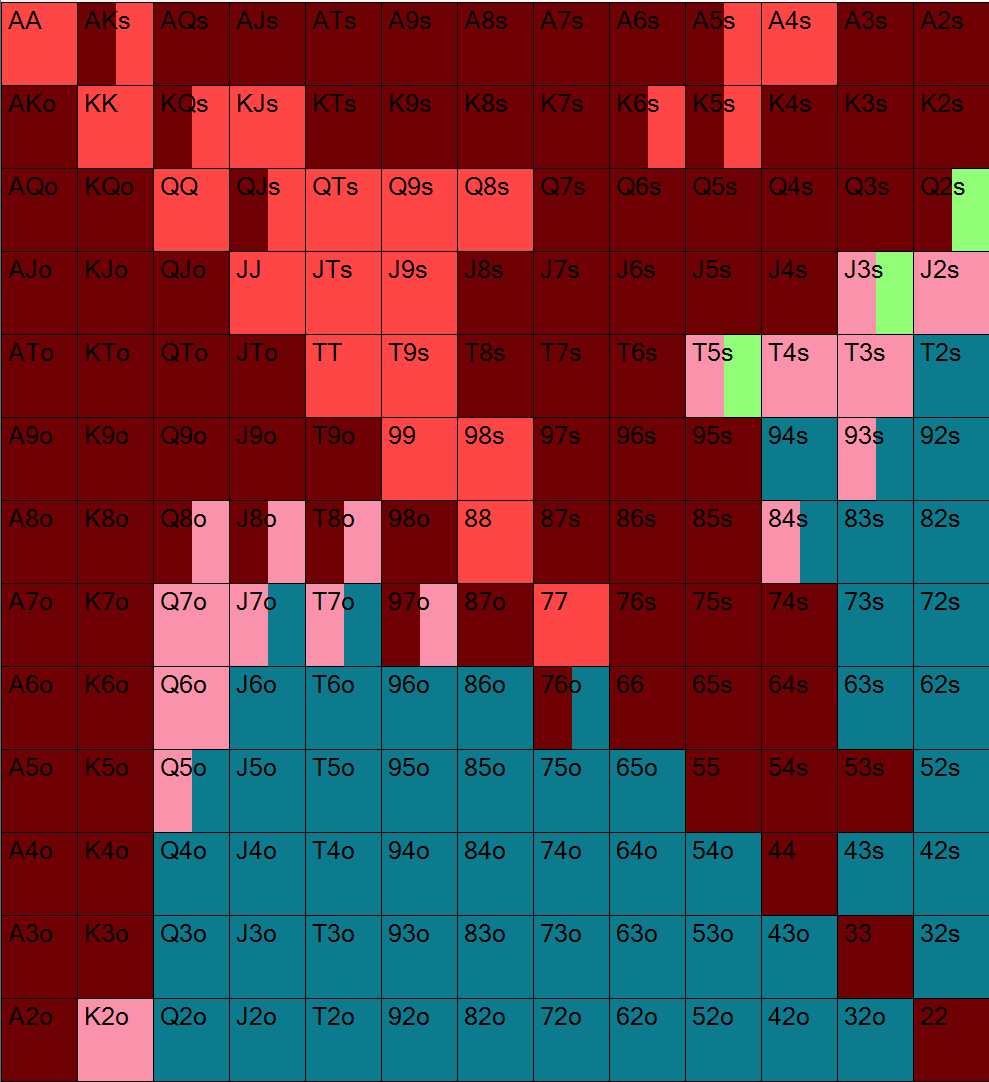 AA AKs AQs AJs ATs A9s A8s A7s A6s A5s A4s A3s A2s
AKo KK KQs KJs KTs K9s K8s K7s K6s K5s K4s K3s K2s
AQo KQo QQ QJs QTs Q9s Q8s Q7s Q6s Q5s Q4s Q3s Q2s
AJo KJo QJo JJ JTs J9s J8s J7s J6s J5s J4s J3s J2s
ATo KTo QTo JTo TT T9s T8s T7s T6s T5s T4s T3s T2s
A9o K9o Q9o J9o T9o 99 98s 97s 96s 95s 94s 93s 92s
A8o K8o Q8o J8o T8o 98o 88 87s 86s 85s 84s 83s 82s
A7o K7o Q7o J7o T7o 97o 87o 77 76s 75s 74s 73s 72s
A6o K6o Q6o J6o T6o 96o 86o 76o 66 65s 64s 63s 62s
A5o K5o Q5o J5o T5o 95o 85o 75o 65o 55 54s 53s 52s
A4o K4o Q4o J4o T4o 94o 84o 74o 64o 54o 44 43s 42s
A3o K3o Q3o J3o T3o 93o 83o 73o 63o 53o 43o 33 32s
A2o K2o Q2o J2o T2o 92o 82o 72o 62o 52o 42o 32o 22